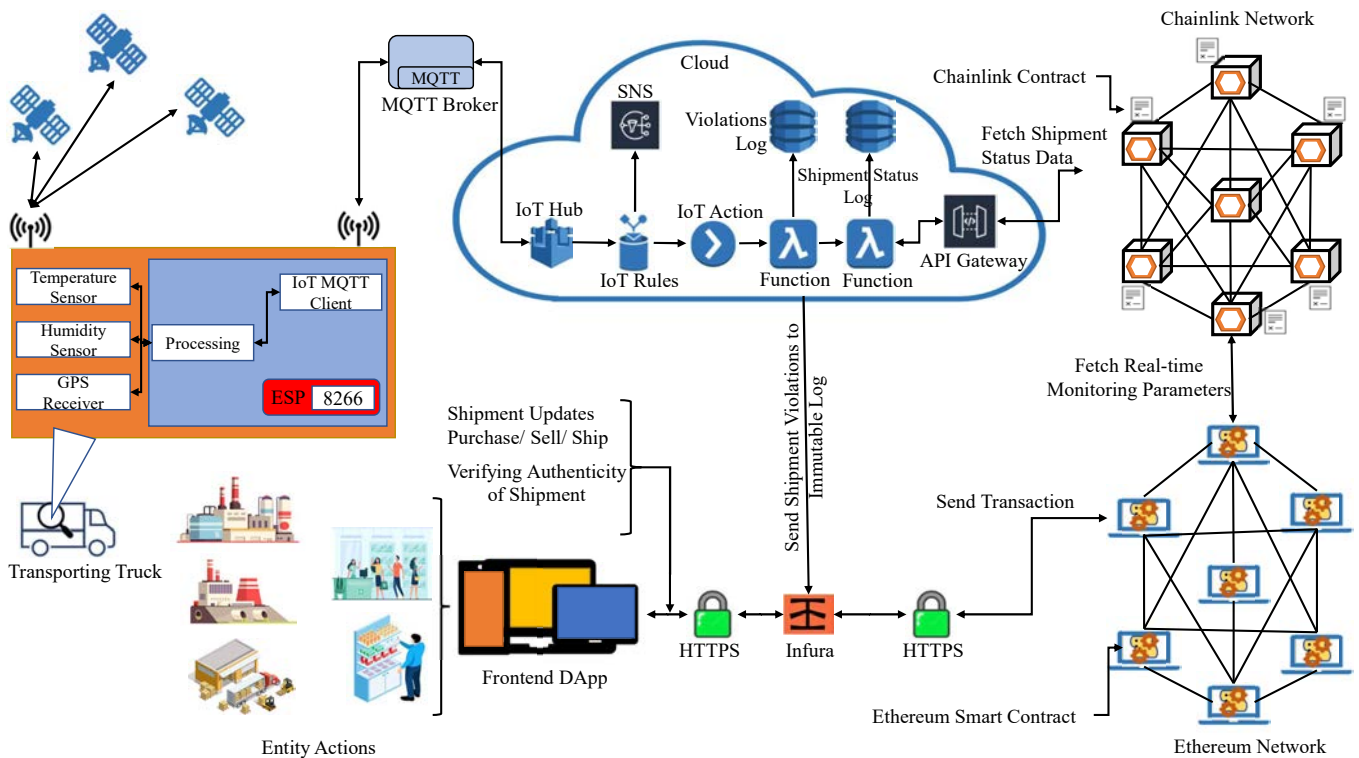 Chainlink Network
Cloud
MQTT
MQTT Broker
SNS
Chainlink Contract
Violations
Log
Fetch Shipment
Status Data
Shipment Status
Log
IoT Hub
IoT Action
IoT Rules
Function
Function
API Gateway
Temperature
Sensor
IoT MQTT
Client
Humidity
Sensor
Processing
GPS
Receiver
ESP
8266
Send Shipment Violations to
Immutable Log
Fetch Real-time
Monitoring Parameters
Shipment Updates
Purchase/ Sell/ Ship
Verifying Authenticity
of Shipment
Send Transaction
Transporting Truck
HTTPS
Infura
HTTPS
Frontend DApp
Ethereum Smart Contract
Entity Actions
Ethereum Network